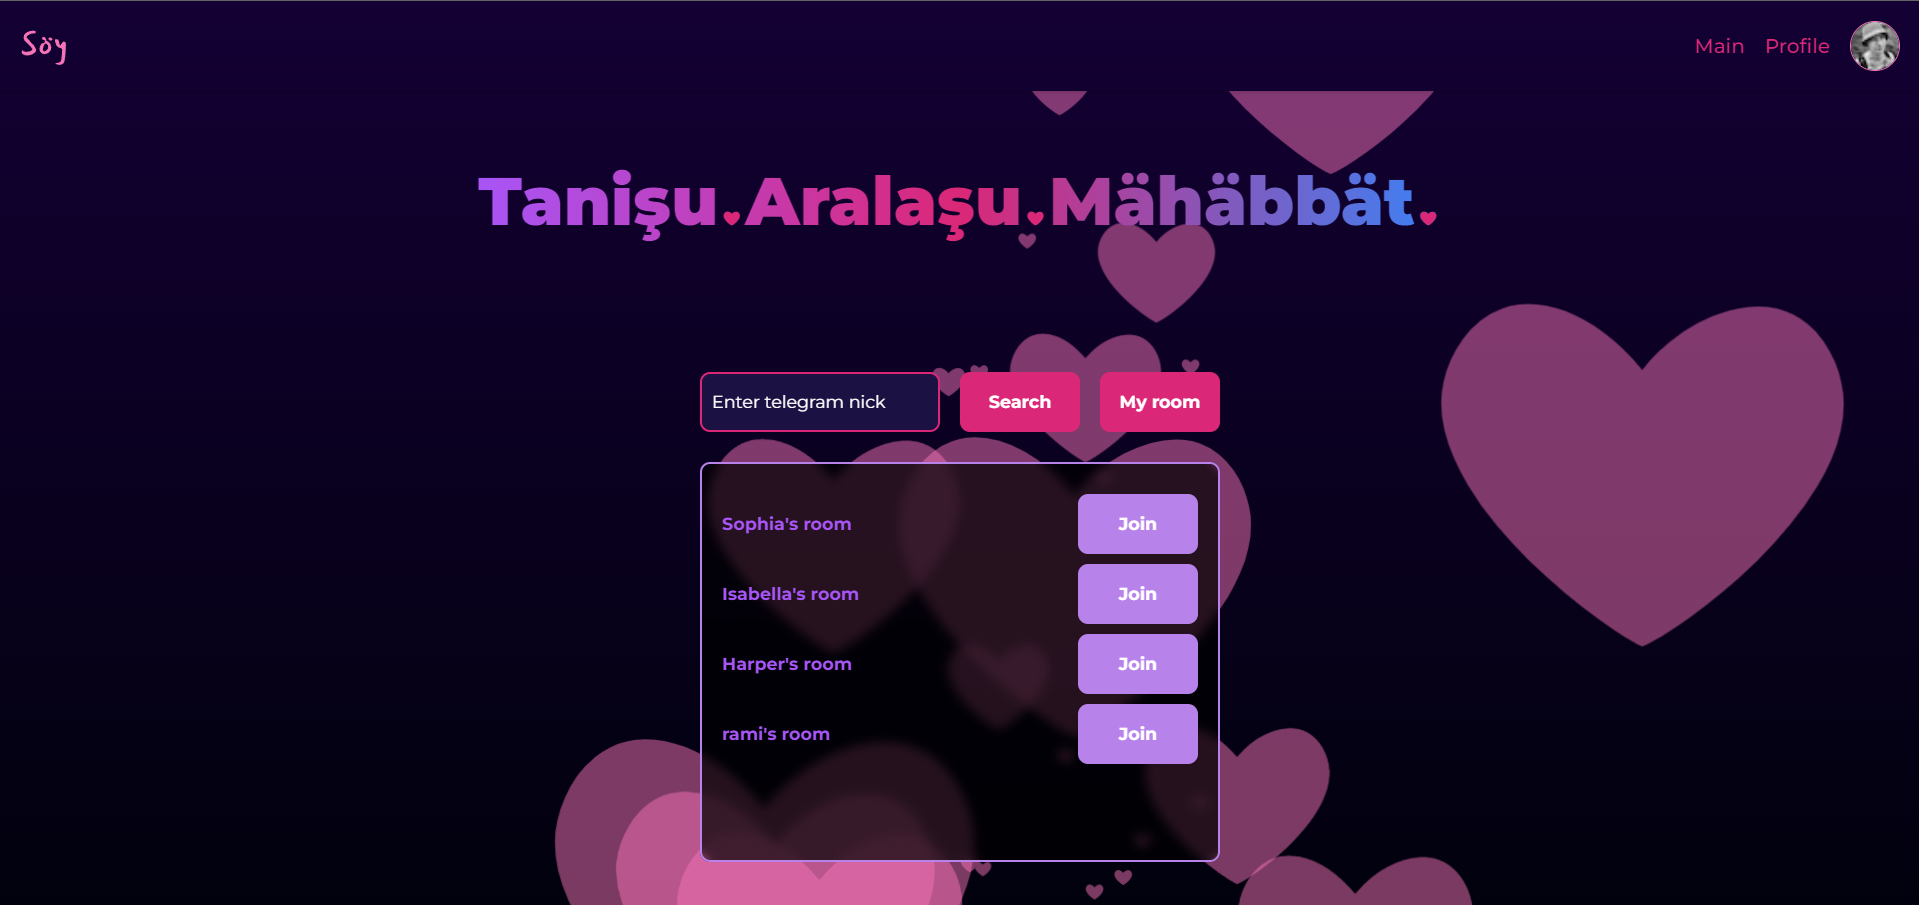 Söy
Main Profile
Tanişu Aralaşu Mähäbbät
Enter telegram nick Search My room
Sophia's room Join
Isabella's room Join
Harper's room Join
rami's room Join